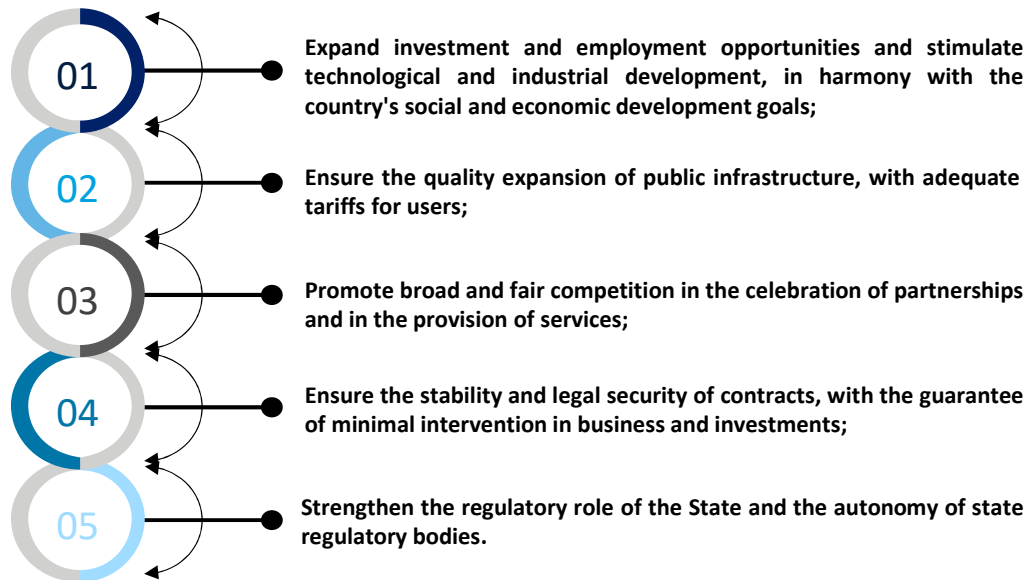 01
Expand investment and employment opportunities and stimulate
technological and industrial development, in harmony with the
country's social and economic development goals;
02
Ensure the quality expansion of public infrastructure, with adequate
tariffs for users;
03
Promote broad and fair competition in the celebration of partnerships
and in the provision of services;
04
Ensure the stability and legal security of contracts, with the guarantee
of minimal intervention in business and investments;
05
Strengthen the regulatory role of the State and the autonomy of state
regulatory bodies.